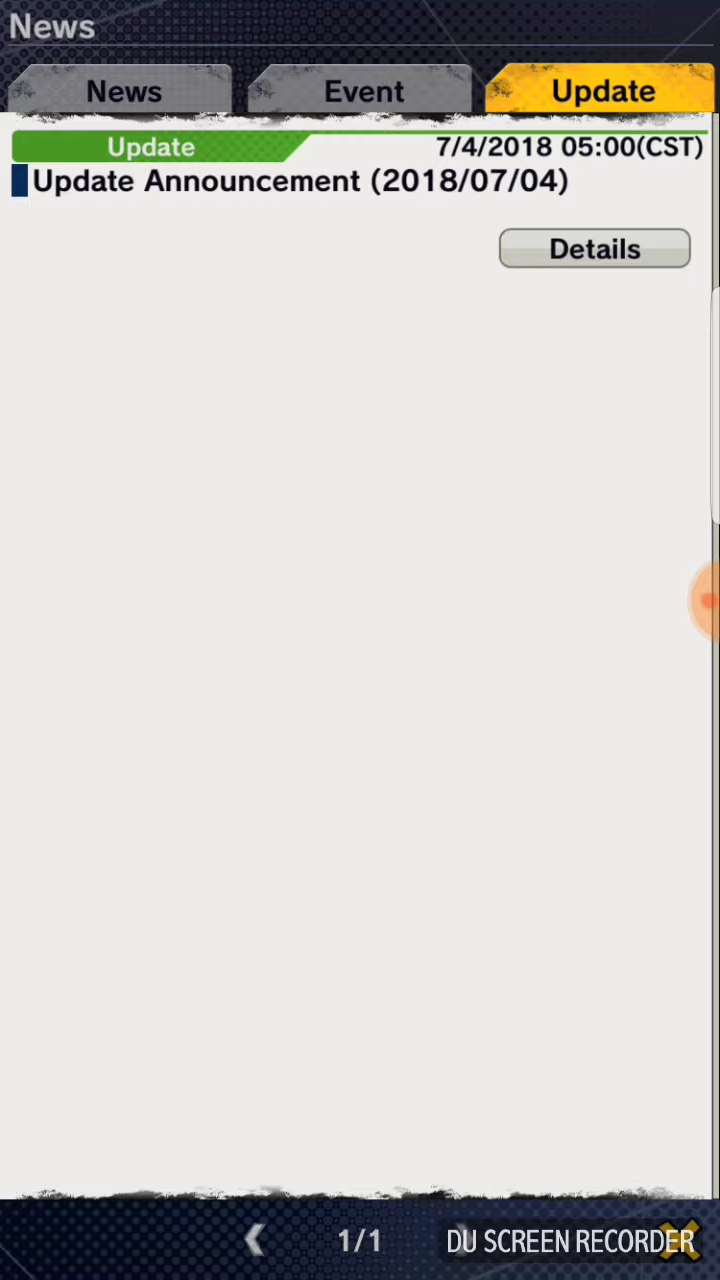 News
News Event Update
Update 7/4/2018 05:00(CST)
Update Announcement (2018/07/04)
Details
1/1
DU SCREEN RECORDER